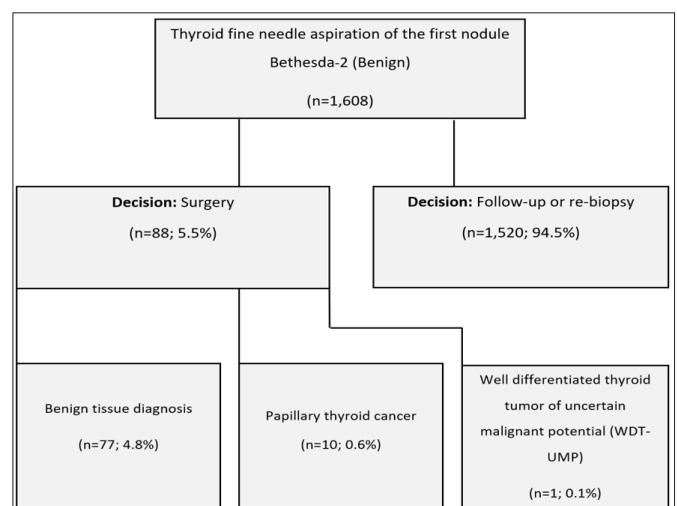 Thyroid fine needle aspiration of the first nodule
Bethesda-2 (Benign)
(n=1,608)
Decision: Surgery
(n=88; 5.5%)
Decision: Follow-up or re-biopsy
(n=1,520; 94.5%)
Benign tissue diagnosis
(n=77; 4.8%)
Papillary thyroid cancer
(n=10; 0.6%)
Well differentiated thyroid
tumor of uncertain
malignant potential (WDT-
UMP)
(n=1; 0.1%)